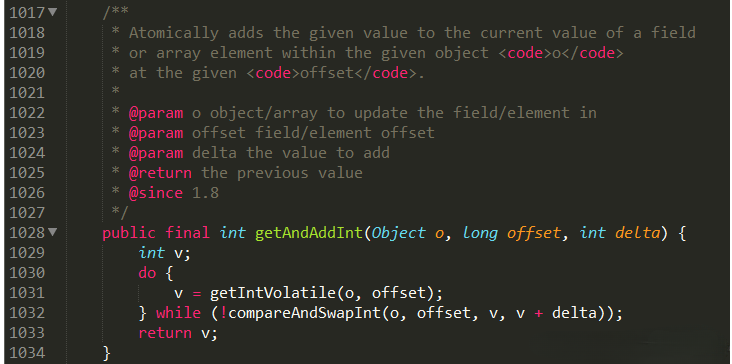 1017 /**
1018 * Atomically adds the given value to the current value of a field
1019 * or array element within the given object <code>o</code>
1020 * at the given <code>offset</code>.
1021 *
1022 * @param o object/array to update the field/element in
1023 * @param offset field/element offset
1024 * @param delta the value to add
1025 * @return the previous value
1026 * @since 1.8
1027 */
1028 public final int getAndAddInt(Object o, long offset, int delta) {
1029 int v;
1030 do {
1031 v = getIntVolatile(o, offset);
1032 } while (!compareAndSwapInt(o, offset, v, v + delta));
1033 return v;
1034 }